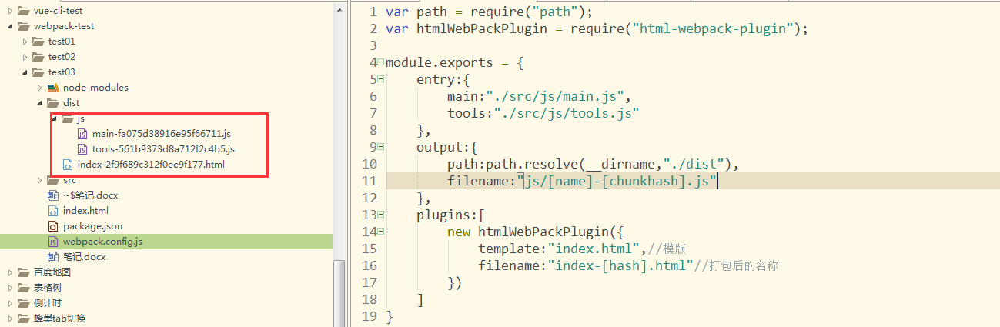 vue-cli-test
webpack-test
test01
test02
test03
node_modules
dist
js
main-fa075d38916e95f66711.js
tools-561b9373d8a712f2c4b5.js
index-2f9f689c312f0ee9f177.html
src
~$笔记.docx
index.html
package.json
webpack.config.js
笔记.docx
百度地图
表格树
倒计时
蜂巢tab切换
1 var path = require("path");
2 var htmlWebPackPlugin = require("html-webpack-plugin");
3
4 module.exports = {
5 entry:{
6 main:"./src/js/main.js",
7 tools:"./src/js/tools.js"
8 },
9 output:{
10 path:path.resolve(__dirname,"./dist"),
11 filename:"js/[name]-[chunkhash].js"
12 },
13 plugins:[
14 new htmlWebPackPlugin({
15 template:"index.html",//模版
16 filename:"index-[hash].html"//打包后的名称
17 })
18 ]
19 }